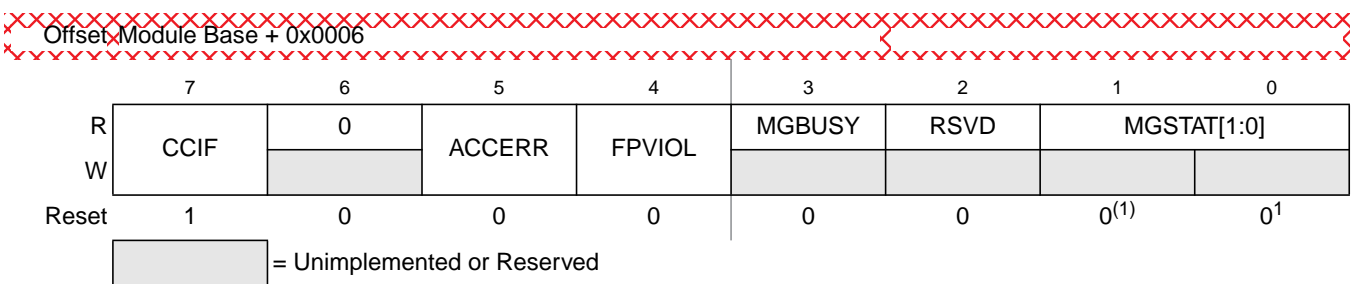 Offset Module Base + 0x0006
7 6 5 4 3 2 1 0
R CCIF 0 ACCERR FPVIOL MGBUSY RSVD MGSTAT[1:0]
W
Reset 1 0 0 0 0 0 0(1) 01
= Unimplemented or Reserved